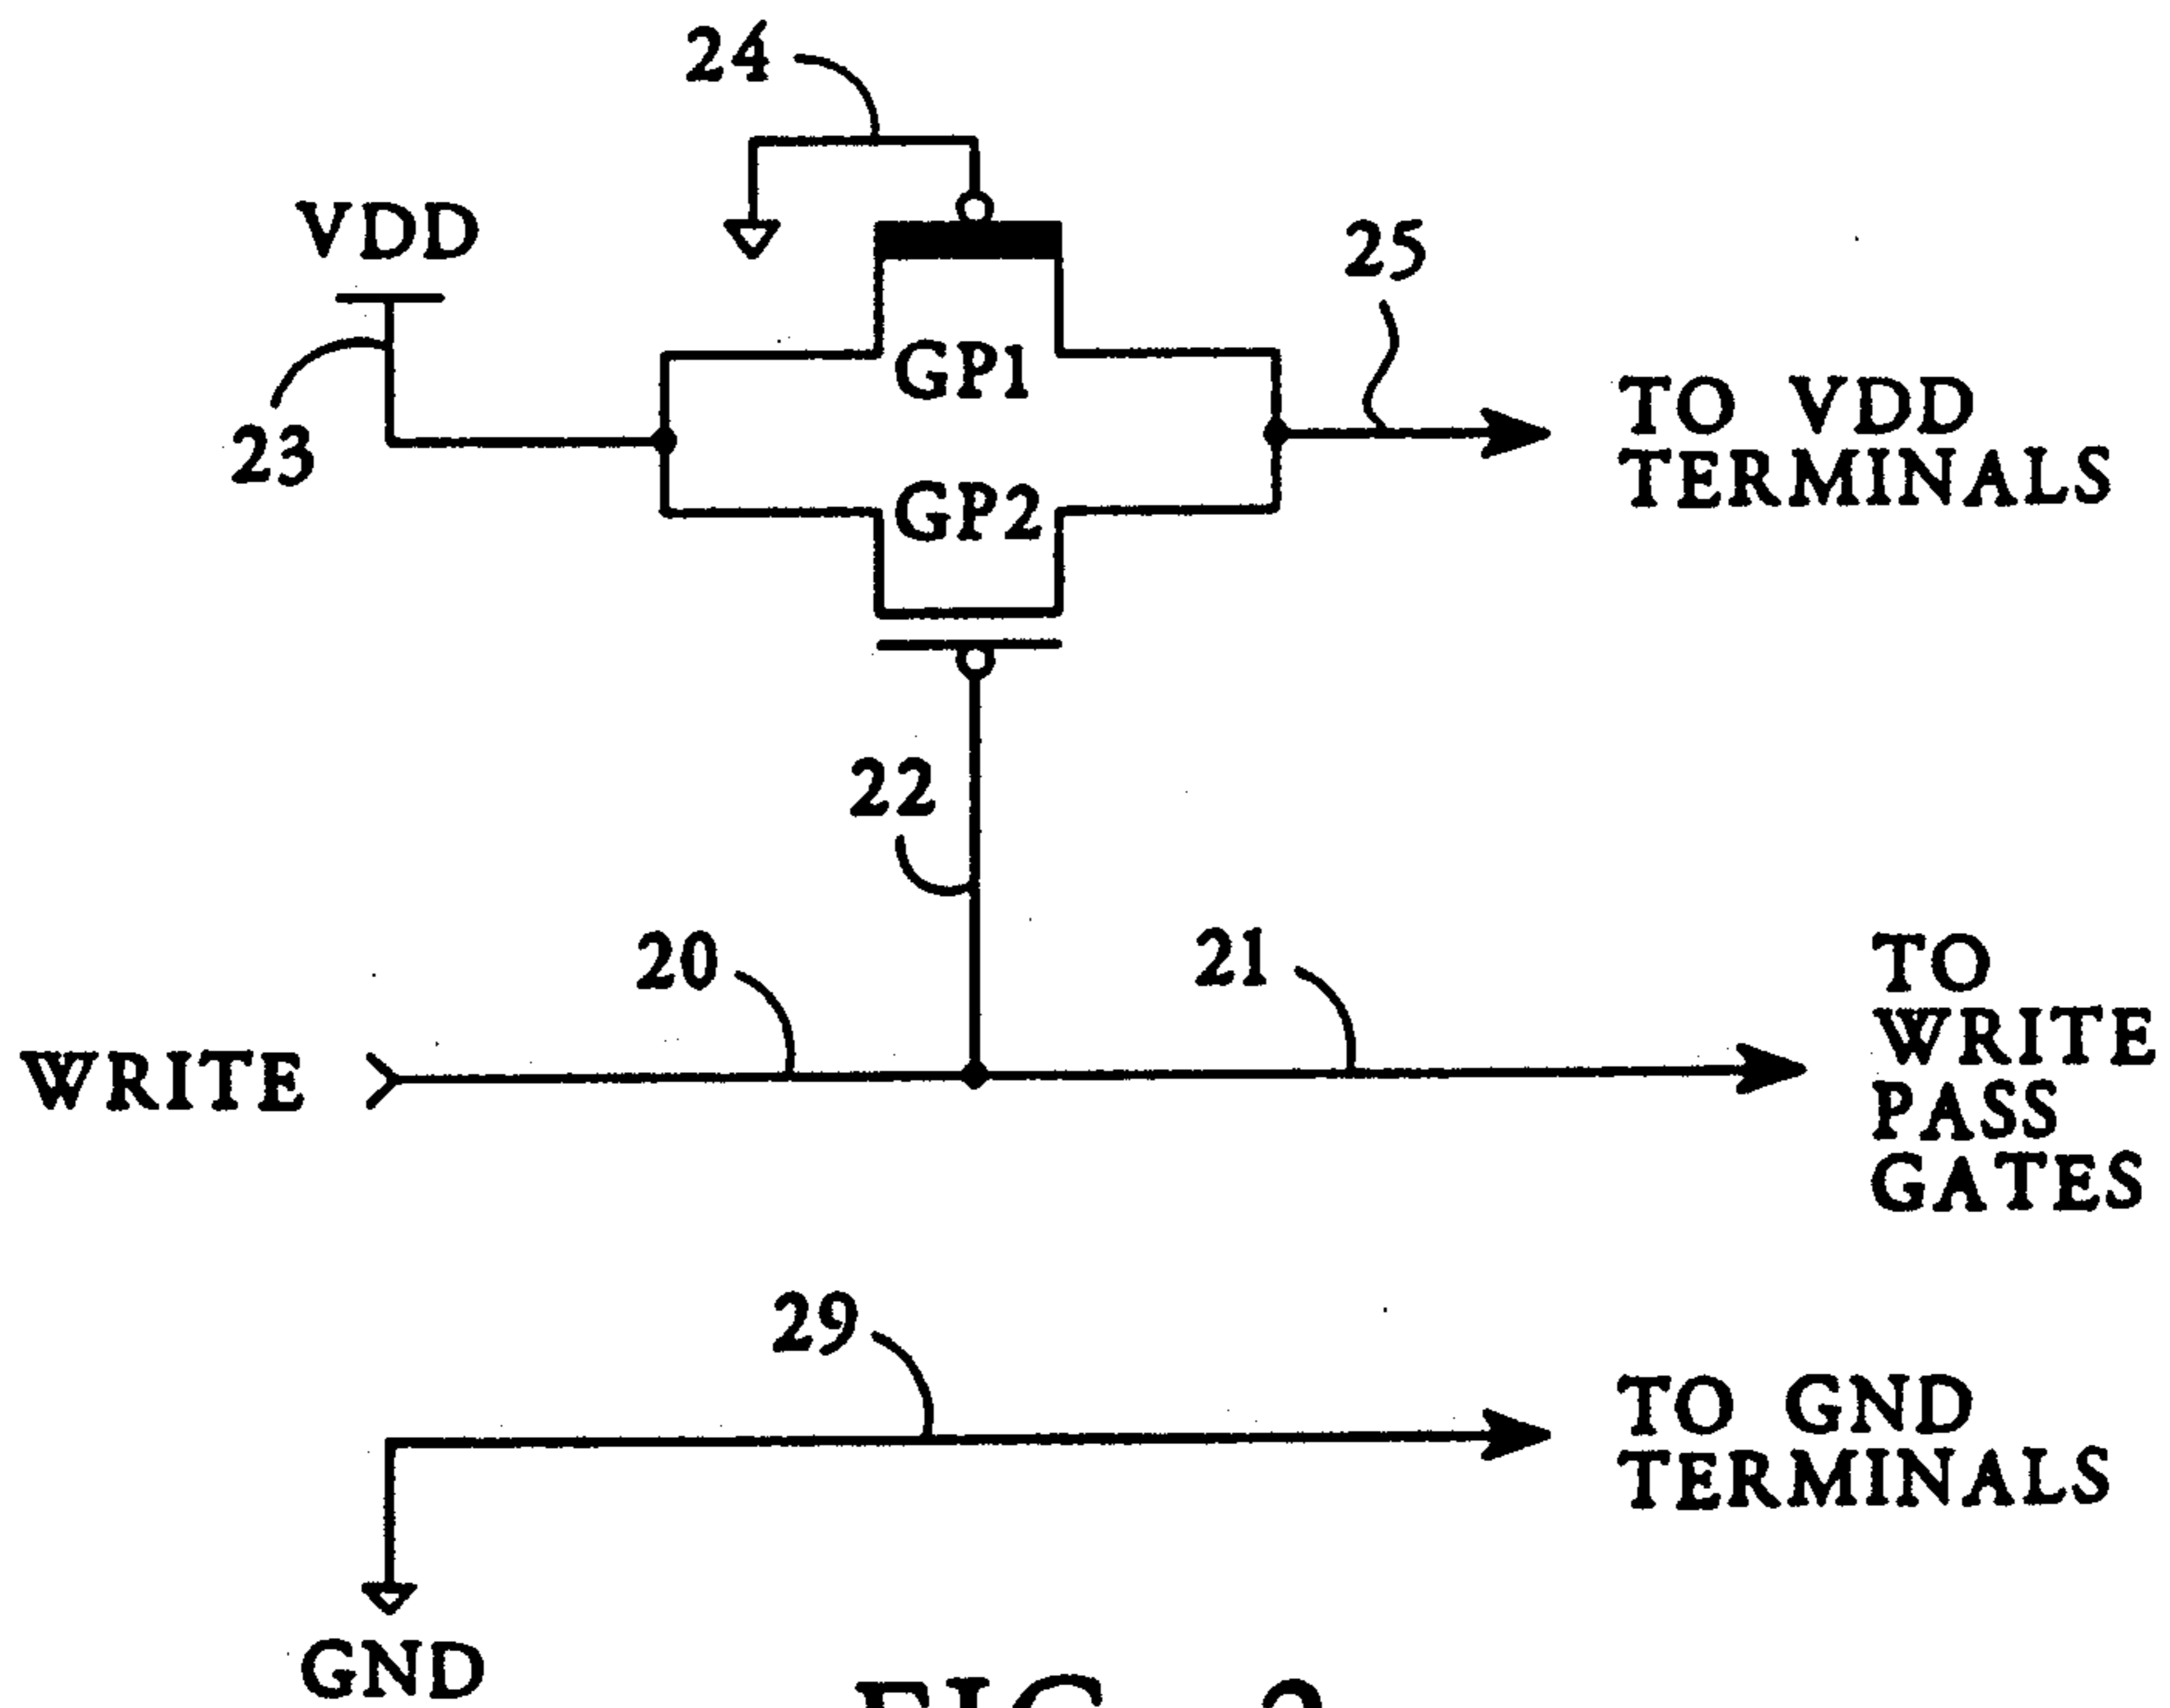 24
VDD
25
GP1
TO VDD
TERMINALS
23
GP2
22
20
21
TO
WRITE
PASS
GATES
WRITE
29
TO GND
TERMINALS
GND